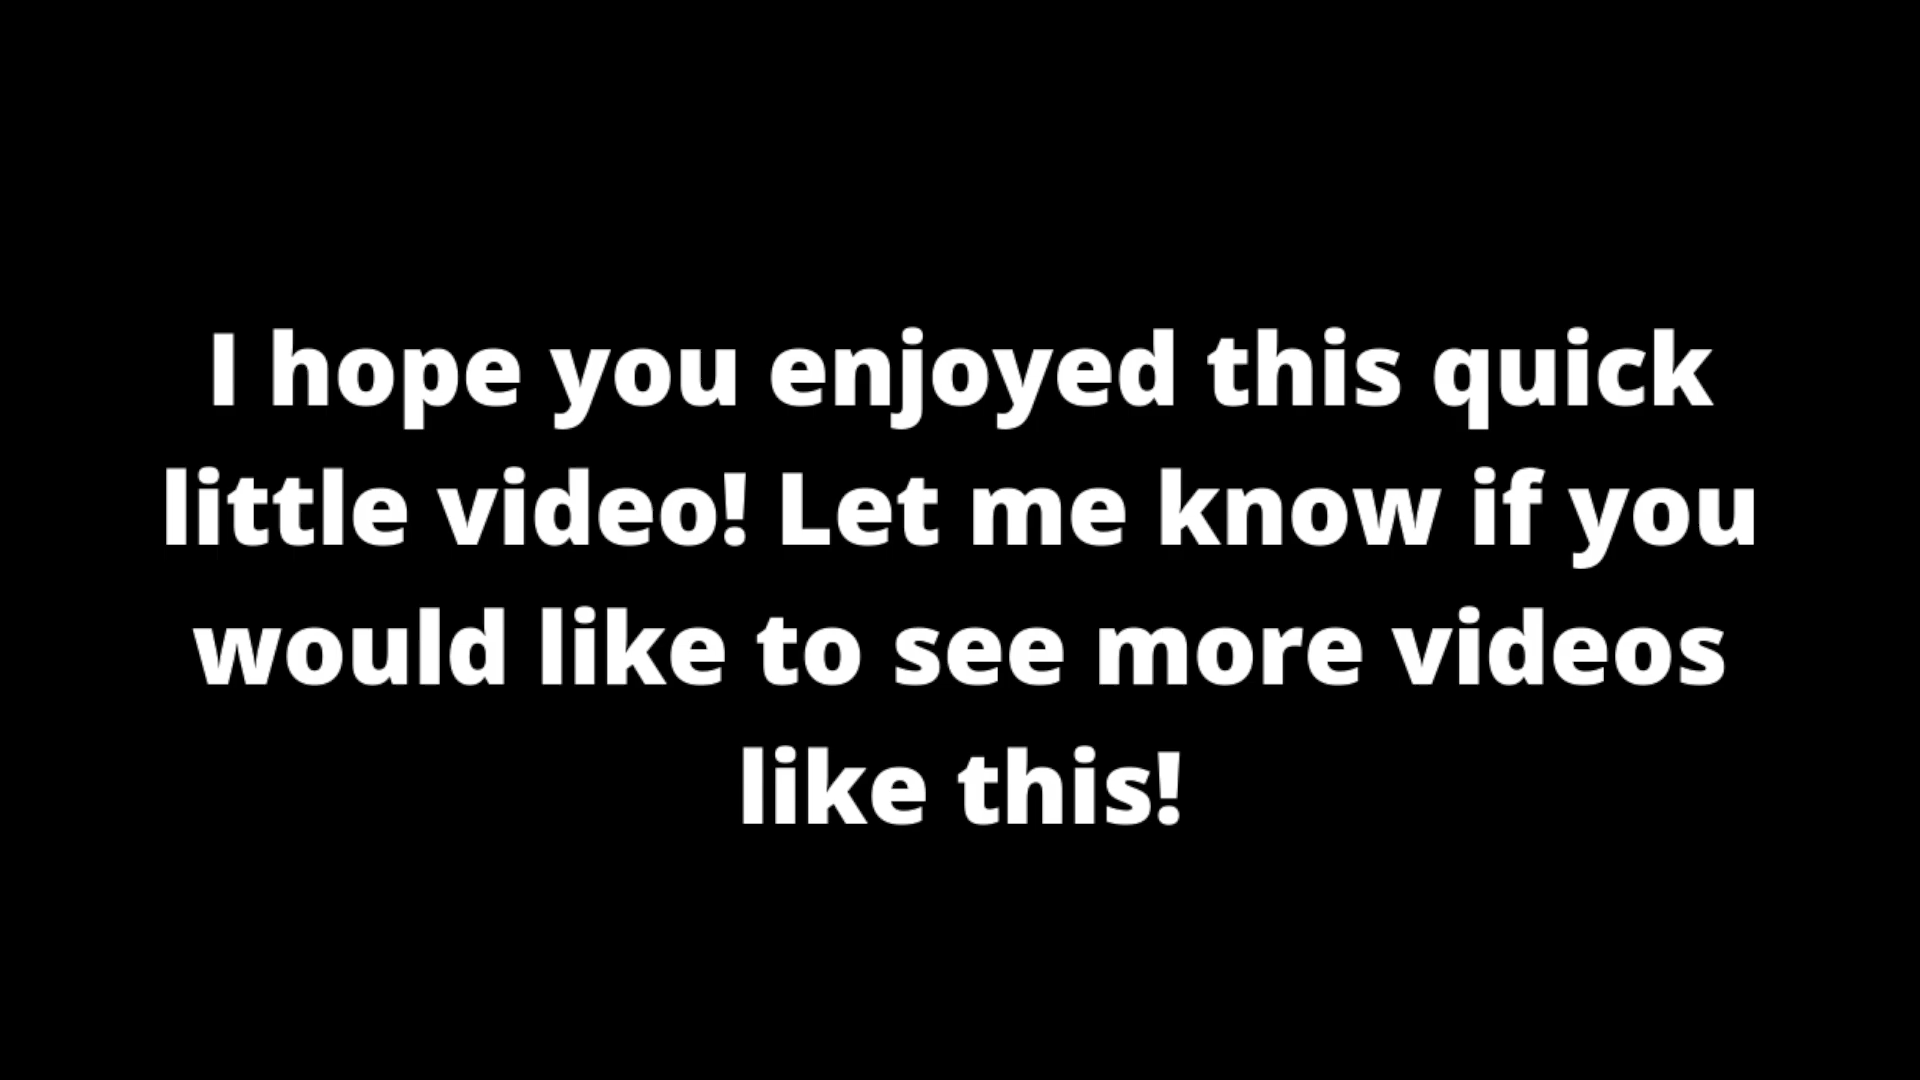 I hope you enjoyed this quick
little video! Let me know if you
would like to see more videos
like this!